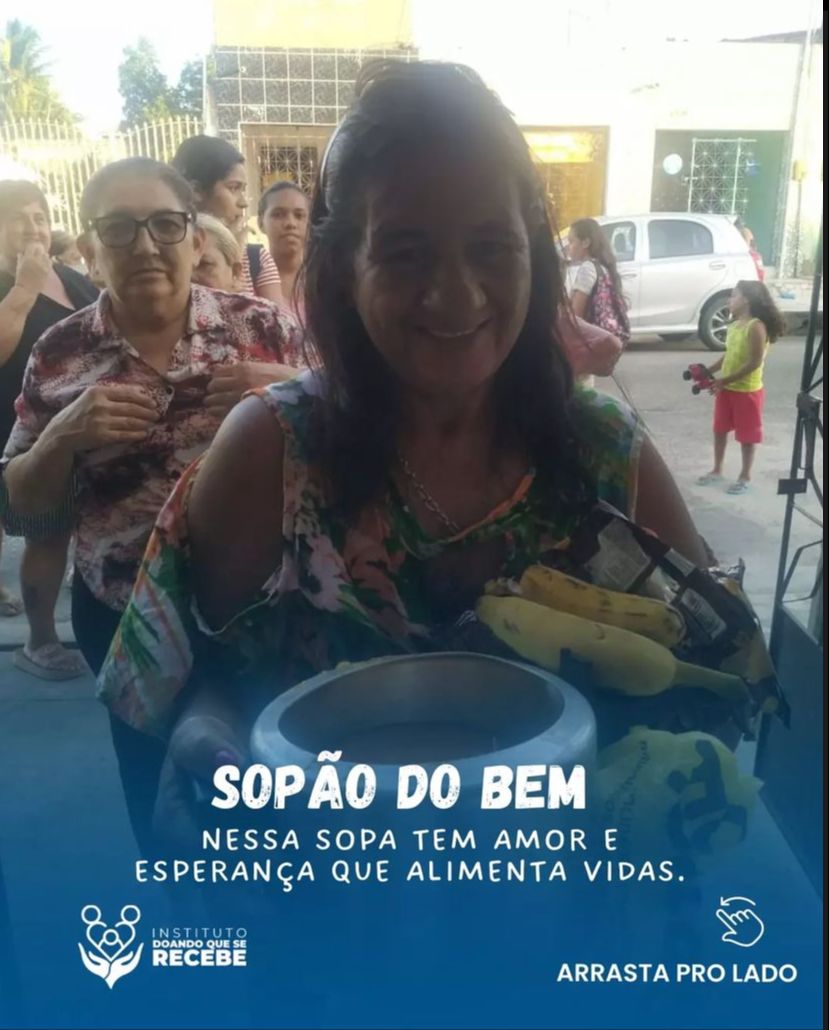 SOPÃO DO BEM
NESSA SOPA TEM AMOR E
ESPERANÇA QUE ALIMENTA VIDAS.
INSTITUTO
DOANDO QUE SE
RECEBE
ARRASTA PRO LADO